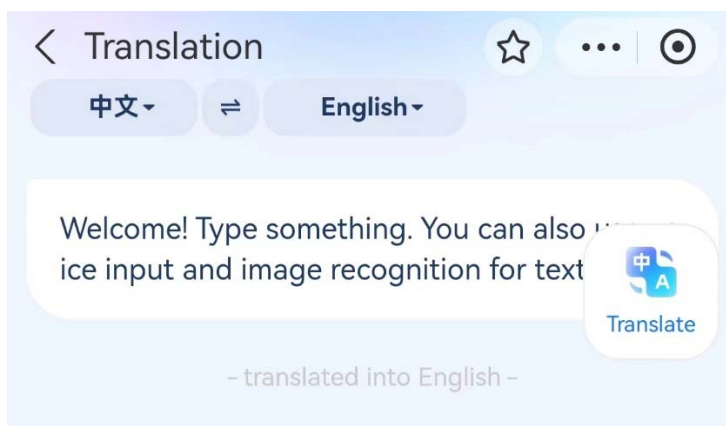 Translation
中文
English
Welcome! Type something. You can also
ice input and image recognition for text
中 A
Translate
- translated into English -